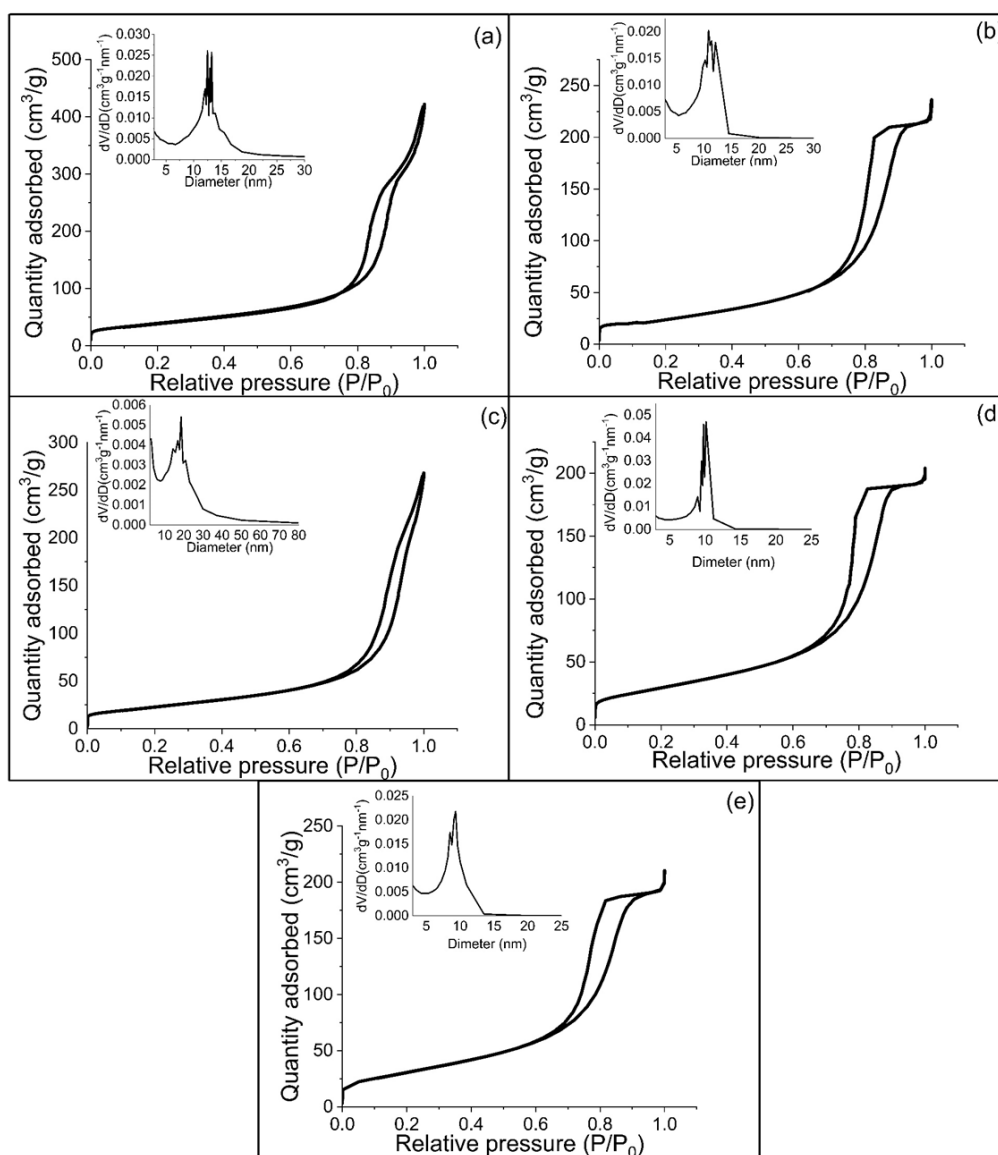 (a)
Quantity adsorbed (cm³/g)
500
400
300
200
100
0
0.0 0.2 0.4 0.6 0.8 1.0
Relative pressure (P/P₀)
dV/dD(cm³g⁻¹nm⁻¹)
0.030
0.025
0.020
0.015
0.010
0.005
0.000
5 10 15 20 25 30
Diameter (nm)
(b)
Quantity adsorbed (cm³/g)
250
200
150
100
50
0
0.0 0.2 0.4 0.6 0.8 1.0
Relative pressure (P/P₀)
dV/dD(cm³g⁻¹nm⁻¹)
0.020
0.015
0.010
0.005
0.000
5 10 15 20 25 30
Diameter (nm)
(c)
Quantity adsorbed (cm³/g)
300
250
200
150
100
50
0
0.0 0.2 0.4 0.6 0.8 1.0
Relative pressure (P/P₀)
dV/dD(cm³g⁻¹nm⁻¹)
0.006
0.005
0.004
0.003
0.002
0.001
0.000
10 20 30 40 50 60 70 80
Diameter (nm)
(d)
Quantity adsorbed (cm³/g)
200
150
100
50
0
0.0 0.2 0.4 0.6 0.8 1.0
Relative pressure (P/P₀)
dV/dD(cm³g⁻¹nm⁻¹)
0.05
0.04
0.03
0.02
0.01
0.00
5 10 15 20 25
Dimeter (nm)
(e)
Quantity adsorbed (cm³/g)
250
200
150
100
50
0
0.0 0.2 0.4 0.6 0.8 1.0
Relative pressure (P/P₀)
dV/dD(cm³g⁻¹nm⁻¹)
0.025
0.020
0.015
0.010
0.005
0.000
5 10 15 20 25
Dimeter (nm)